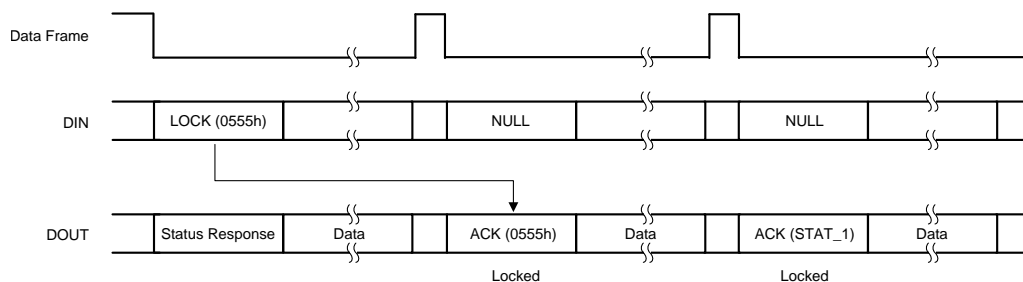 Data Frame
DIN
LOCK (0555h)
NULL
NULL
DOUT
Status Response
Data
ACK (0555h)
Data
ACK (STAT_1)
Data
Locked
Locked